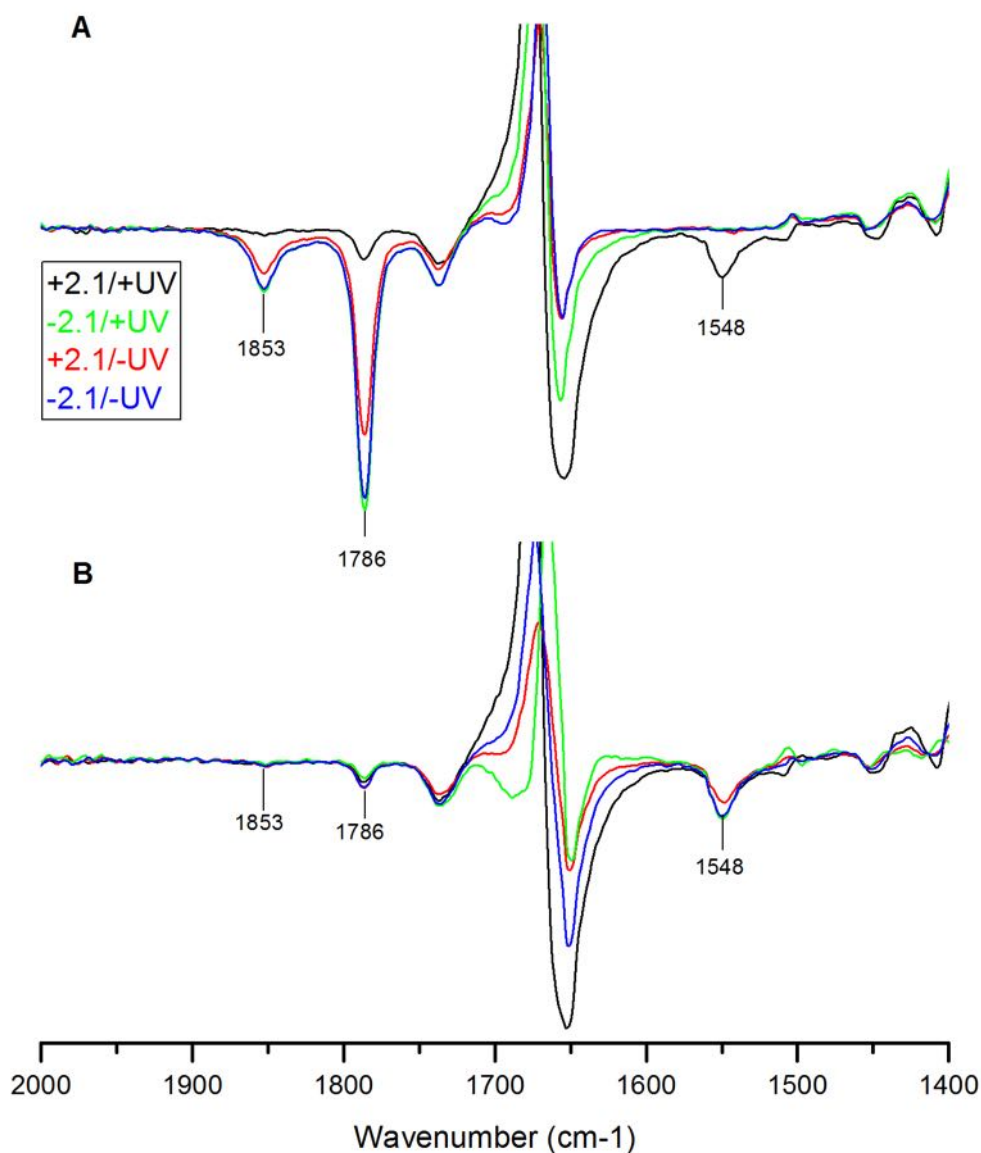 A
+2.1/+UV
-2.1/+UV
+2.1/-UV
-2.1/-UV
1853
1786
1548
B
1853
1786
1548
2000 1900 1800 1700 1600 1500 1400
Wavenumber (cm-1)